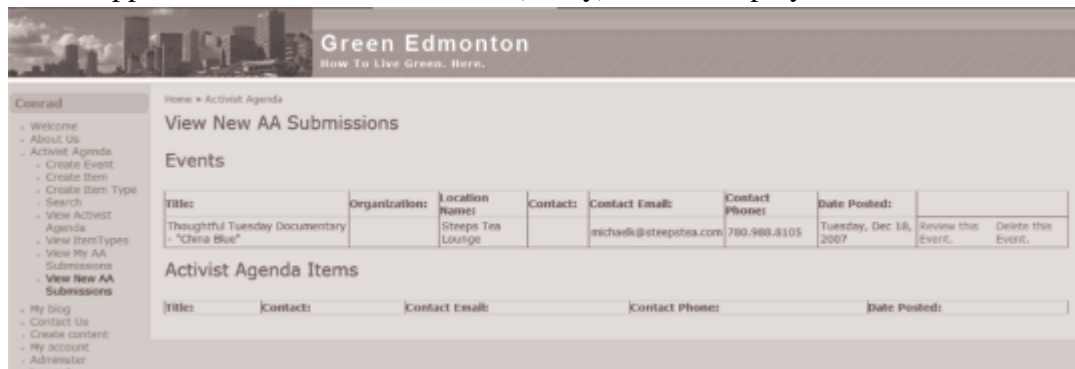 Green Edmonton
How To Live Green. Here.
Conrad
Welcome
About Us
Activist Agenda
Create Event
Create Item
Create Item Type
Search
View Activist
Agenda
View ItemTypes
View My AA
Submissions
View New AA
Submissions
My blog
Contact Us
Create content
My account
Administer
Home » Activist Agenda
View New AA Submissions
Events
Title: Organization: Location Name: Contact: Contact Email: Contact Phone: Date Posted:
Thoughtful Tuesday Documentary - "China Blue" Steeps Tea Lounge michaelk@steepstea.com 780.988.8105 Tuesday, Dec 18, 2007 Review this Event. Delete this Event.
Activist Agenda Items
Title: Contact: Contact Email: Contact Phone: Date Posted: